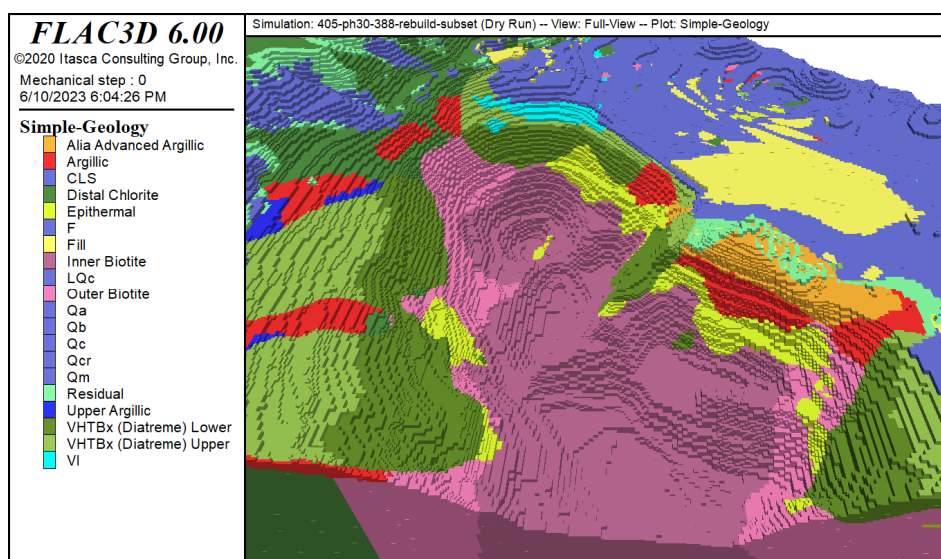 FLAC3D 6.00
©2020 Itasca Consulting Group, Inc.
Mechanical step : 0
6/10/2023 6:04:26 PM
Simple-Geology
Alia Advanced Argillic
Argillic
CLS
Distal Chlorite
Epithermal
F
Fill
Inner Biotite
LQc
Outer Biotite
Qa
Qb
Qc
Qcr
Qm
Residual
Upper Argillic
VHTBx (Diatreme) Lower
VHTBx (Diatreme) Upper
VI
Simulation: 405-ph30-388-rebuild-subset (Dry Run) -- View: Full-View -- Plot: Simple-Geology